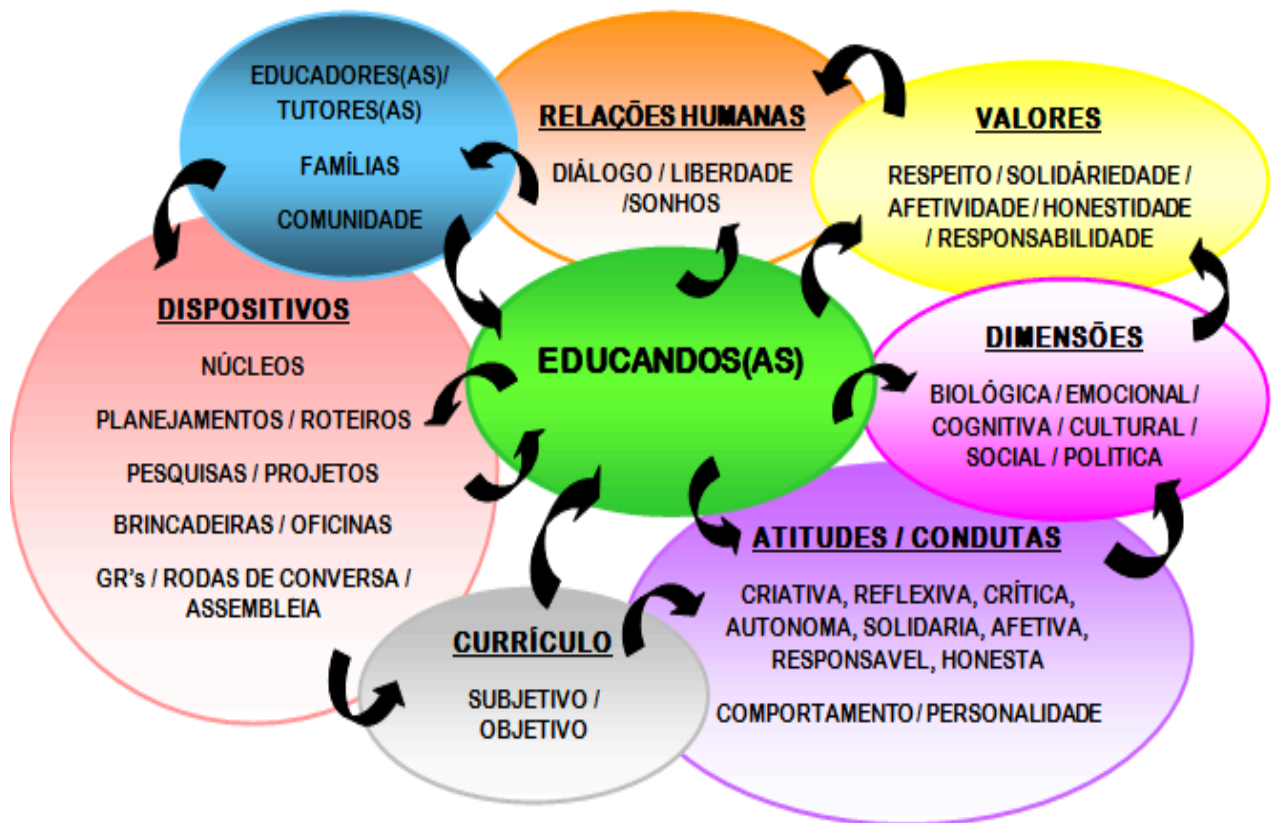 EDUCADORES(AS)/
TUTORES(AS)
FAMÍLIAS
COMUNIDADE
RELAÇÕES HUMANAS
DIÁLOGO / LIBERDADE
/SONHOS
VALORES
RESPEITO / SOLIDÁRIEDADE /
AFETIVIDADE / HONESTIDADE
/ RESPONSABILIDADE
DISPOSITIVOS
NÚCLEOS
PLANEJAMENTOS / ROTEIROS
PESQUISAS / PROJETOS
BRINCADEIRAS / OFICINAS
GR's / RODAS DE CONVERSA /
ASSEMBLEIA
EDUCANDOS(AS)
DIMENSÕES
BIOLÓGICA / EMOCIONAL/
COGNITIVA / CULTURAL /
SOCIAL / POLITICA
CURRÍCULO
SUBJETIVO /
OBJETIVO
ATITUDES / CONDUTAS
CRIATIVA, REFLEXIVA, CRÍTICA,
AUTONOMA, SOLIDARIA, AFETIVA,
RESPONSAVEL, HONESTA
COMPORTAMENTO/ PERSONALIDADE